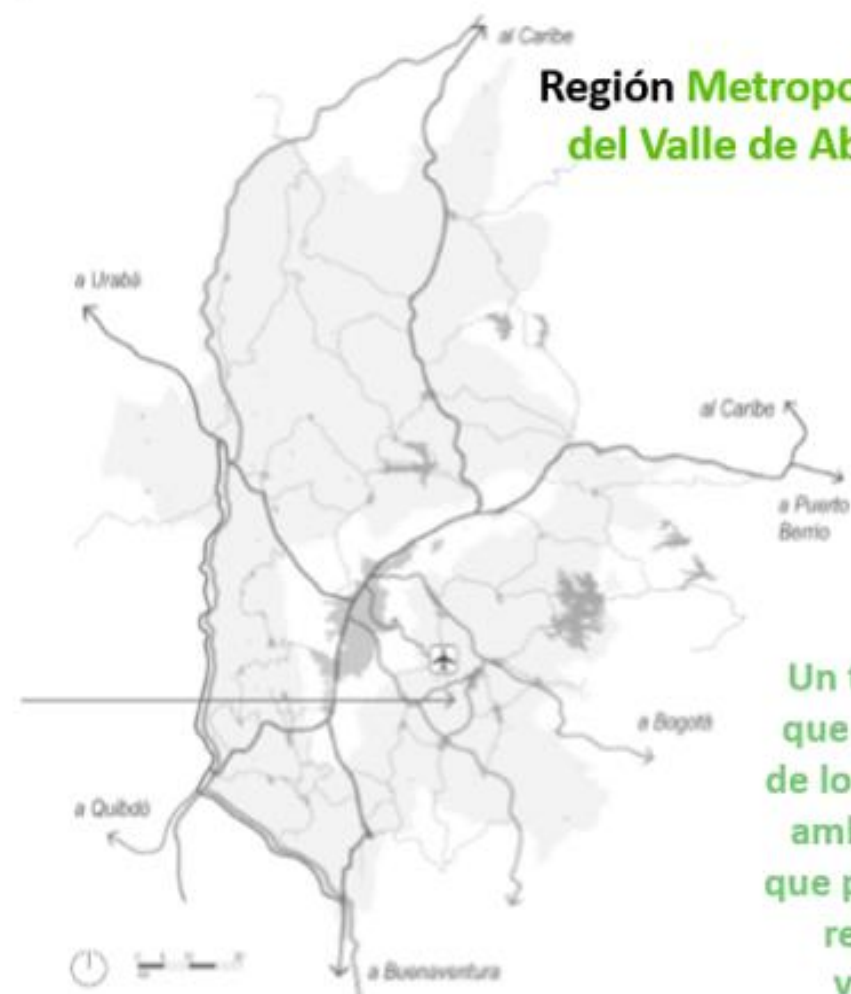 al Caribe
Región Metropo
del Valle de Ab
a Urabá
al Caribe
a Puerto
Berrio
Un t
que
de lo
a Bogotá
amb
a Quibdó
que p
re
v
a Buenaventura